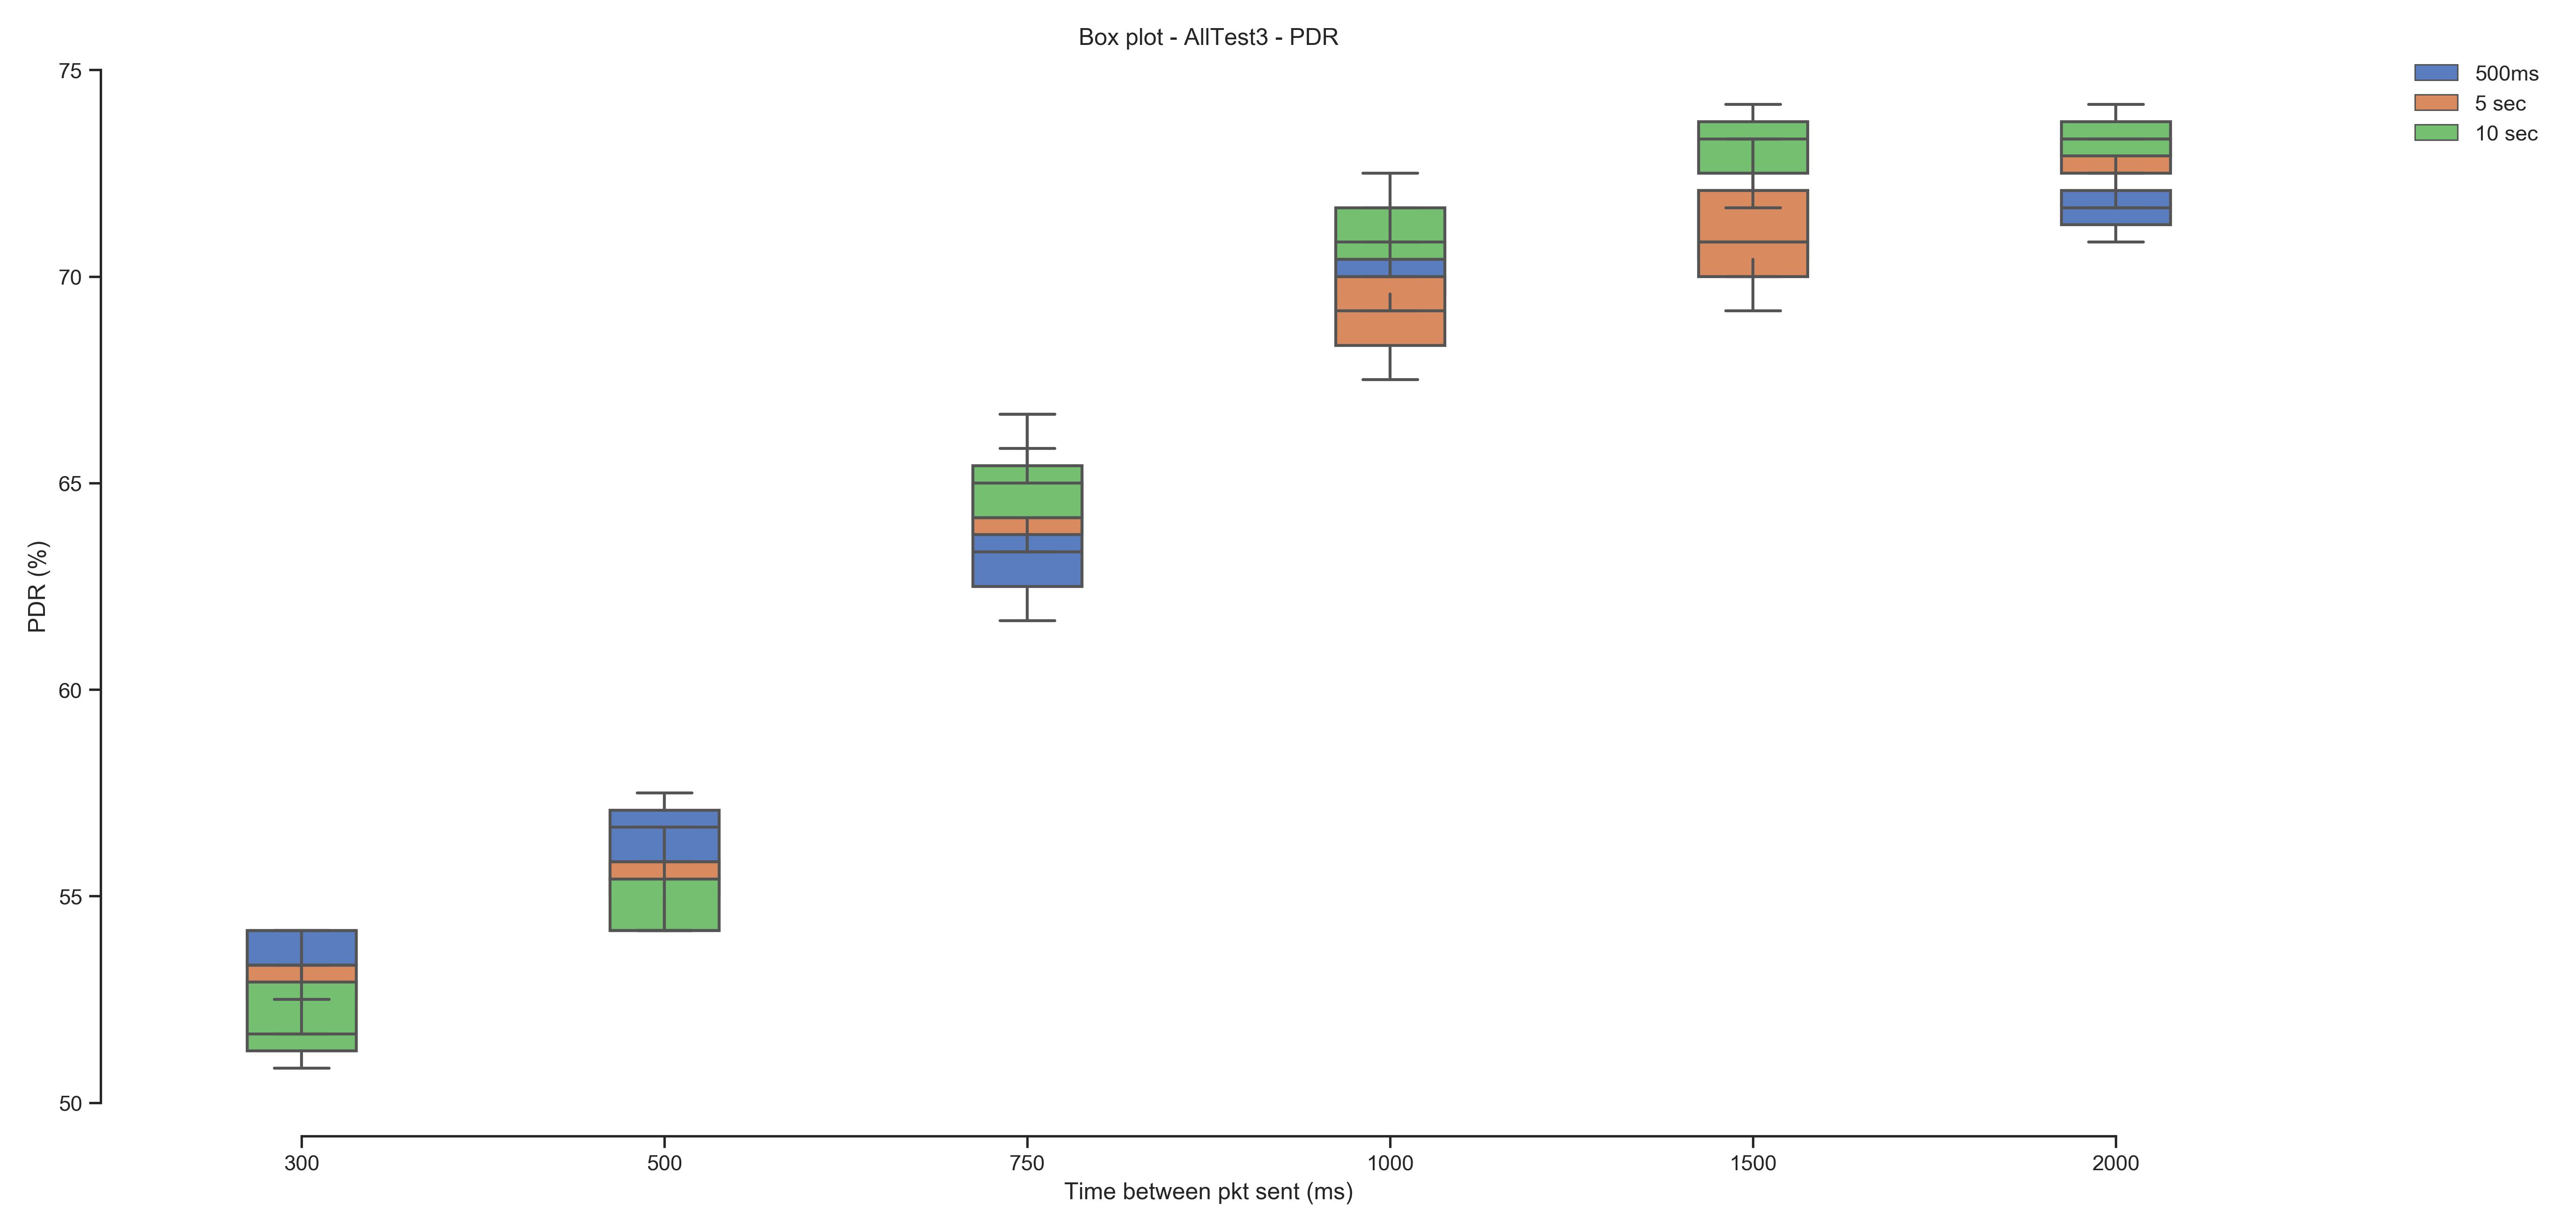 Box plot - AllTest3 - PDR
75
70
65
60
55
50
PDR (%)
500ms
5 sec
10 sec
300 500 750 1000 1500 2000
Time between pkt sent (ms)